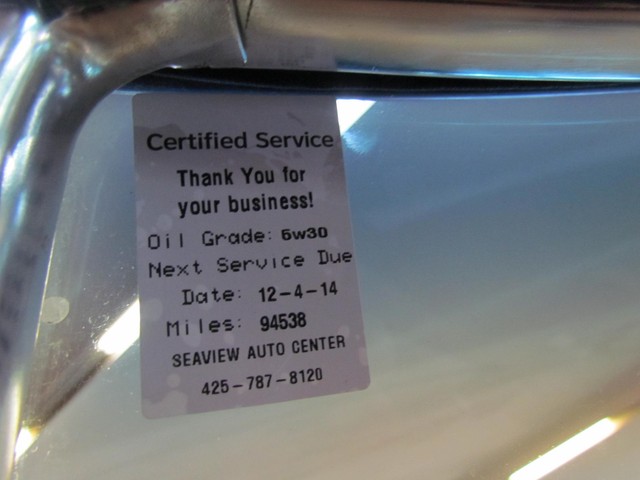 Certified Service
Thank You for
your business!
Oil Grade: 5w30
Next Service Due
Date: 12-4-14
Miles: 94538
SEAVIEW AUTO CENTER
425-787-8120